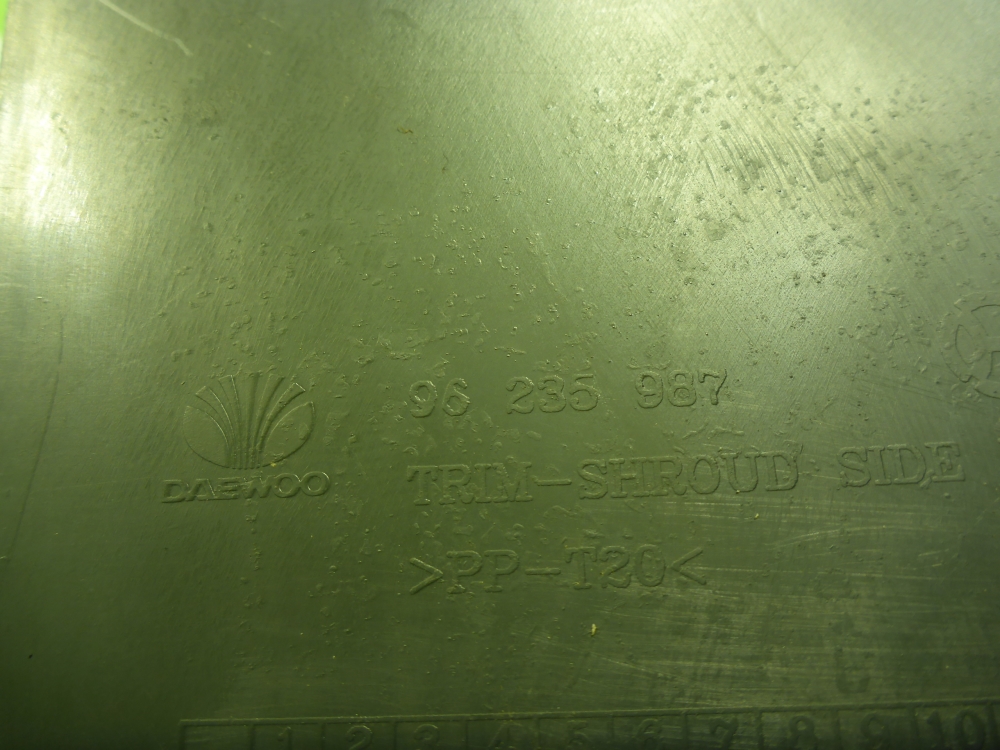 96 235 987
DAEWOO
TRIM-SHROUD SIDE
>PP-T20<
1 2 3 4 5 6 7 8 9 10